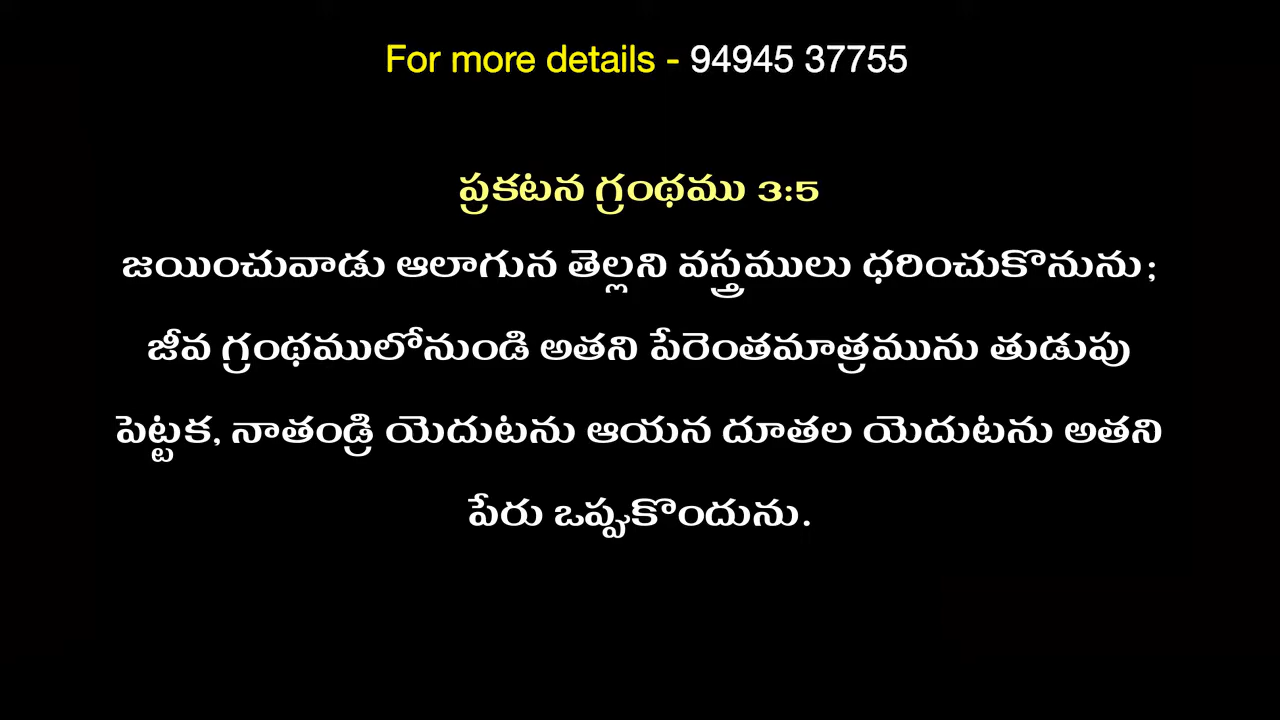 For more details - 94945 37755
ప్రకటన గ్రంథము 3:5
జయించువాడు ఆలాగున తెల్లని వస్త్రములు ధరించుకొనును;
జీవ గ్రంథములోనుండి అతని పేరెంతమాత్రమును తుడుపు
పెట్టక, నాతండ్రి యెదుటను ఆయన దూతల యెదుటను అతని
పేరు ఒప్పుకొందును.